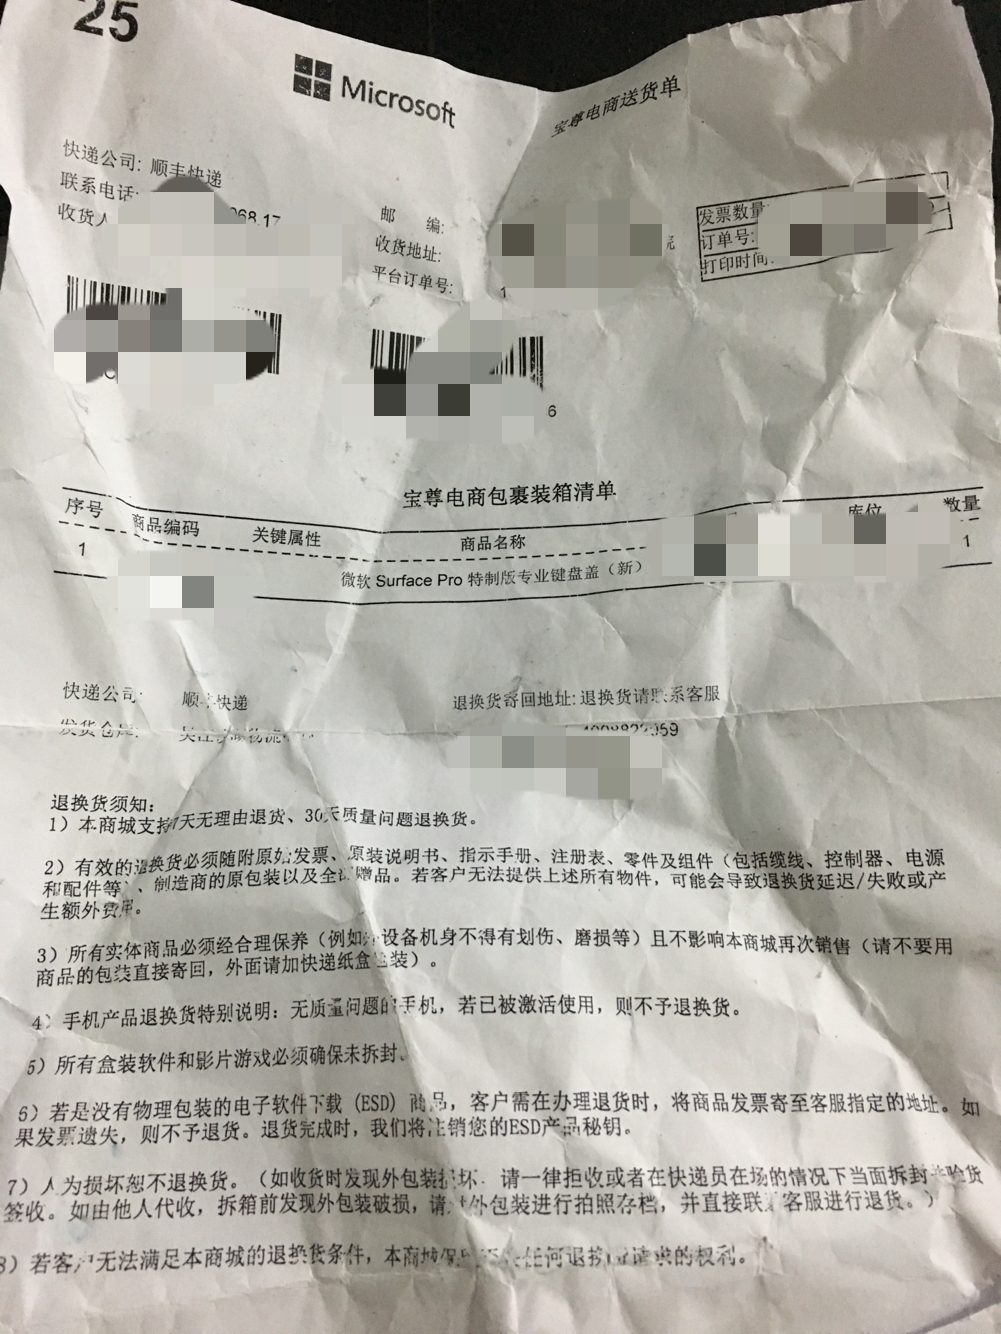 25
Microsoft
宝尊电商送货单
快递公司: 顺丰快递
联系电话:
068.17
收货人
邮 编:
收货地址:
院
平台订单号:
1
发票数量
订单号:
打印时间:
6
宝尊电商包裹装箱清单
序号 商品编码 关键属性 商品名称 库位 数量
1 微软 Surface Pro 特制版专业键盘盖（新） 1
快递公司: 顺丰快递 退换货寄回地址: 退换货请联系客服
发货仓库:
退换货须知:
1）本商城支持7天无理由退货、30天质量问题退换货。
2）有效的退换货必须随附原始发票、原装说明书、指示手册、注册表、零件及组件（包括缆线、控制器、电源
和配件等）、制造商的原包装以及全部赠品。若客户无法提供上述所有物件，可能会导致退换货延迟/失败或产
生额外费用。
3）所有实体商品必须经合理保养（例如: 设备机身不得有划伤、磨损等）且不影响本商城再次销售（请不要用
商品的包装直接寄回，外面请加快递纸盒包装）。
4）手机产品退换货特别说明: 无质量问题的手机，若已被激活使用，则不予退换货。
5）所有盒装软件和影片游戏必须确保未拆封。
6）若是没有物理包装的电子软件下载 (ESD) 商品，客户需在办理退货时，将商品发票寄至客服指定的地址。如
果发票遗失，则不予退货。退货完成时，我们将注销您的ESD产品秘钥。
7）人为损坏恕不退换货。（如收货时发现外包装损坏，请一律拒收或者在快递员在场的情况下当面拆封并验货
签收。如由他人代收，拆箱前发现外包装破损，请对外包装进行拍照存档，并直接联系客服进行退货。）
8）若客户无法满足本商城的退换货条件，本商城保 任何退换货请求的权利。